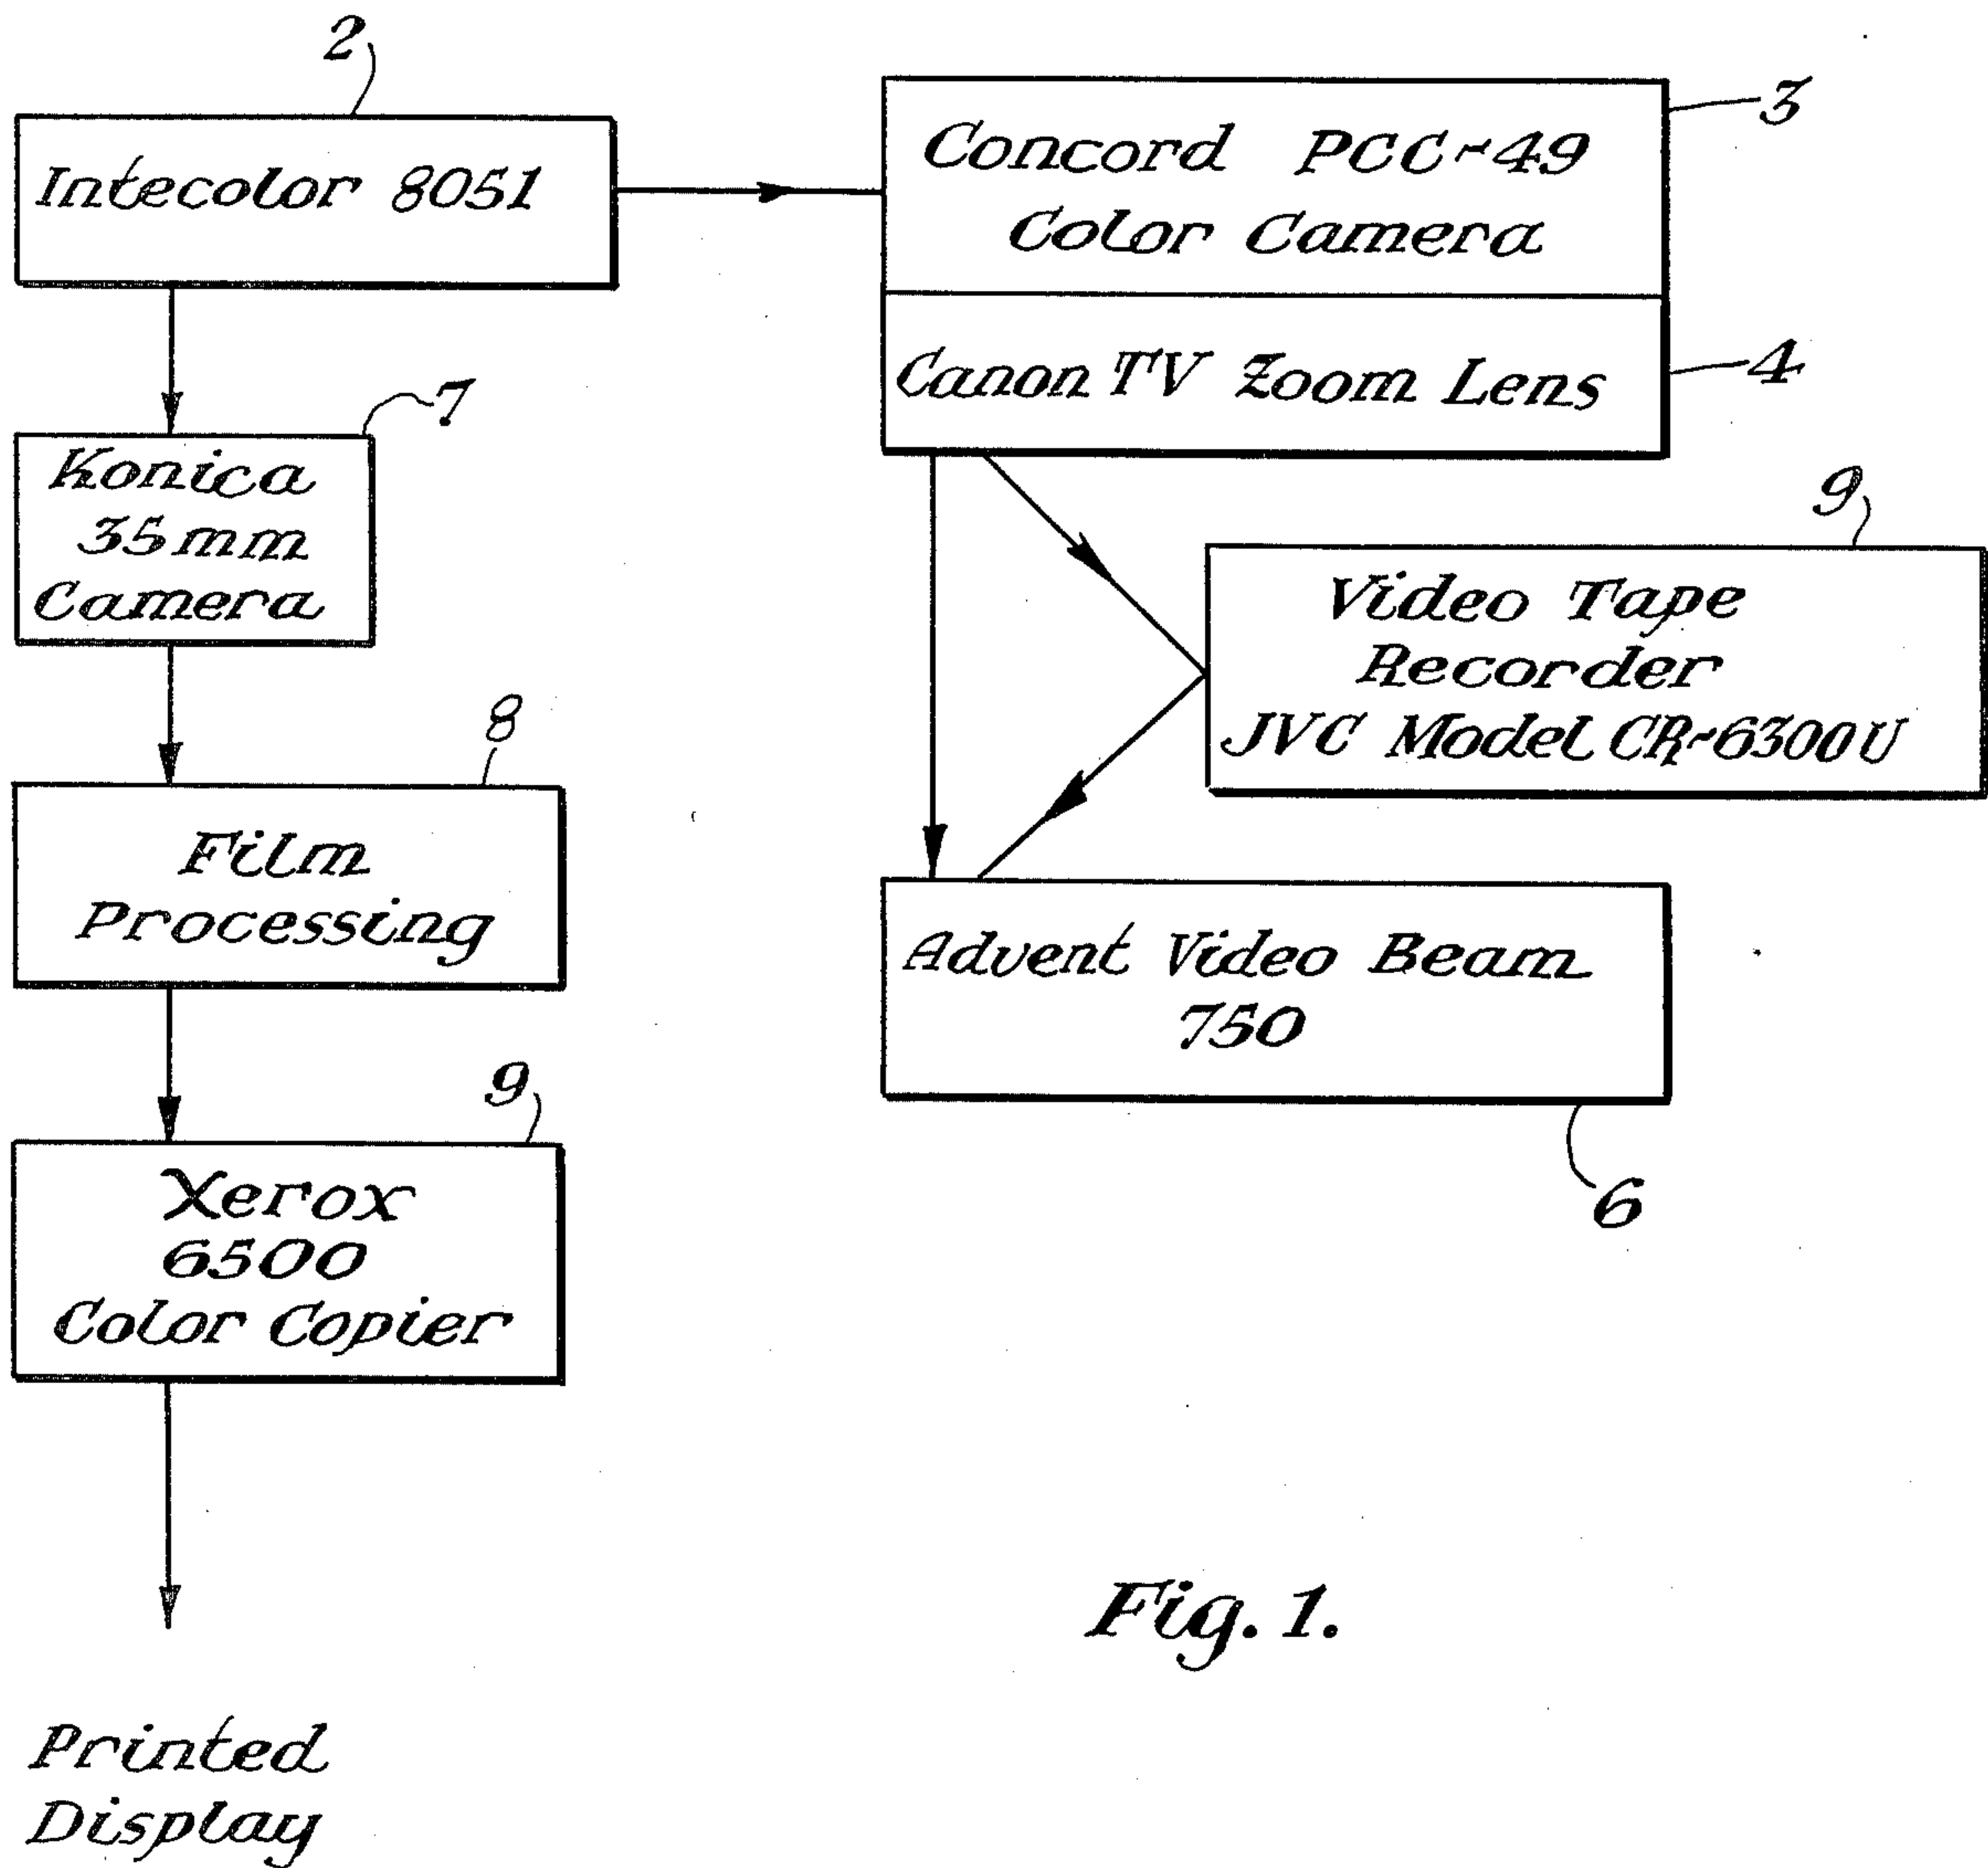 2
Intecolor 8051
3
Concord PCC-49
Color Camera
Canon TV Zoom Lens
4
7
Konica
35mm
Camera
9
Video Tape
Recorder
JVC Model CR-6300U
8
Film
Processing
Advent Video Beam
750
6
9
Xerox
6500
Color Copier
Printed
Display
Fig. 1.